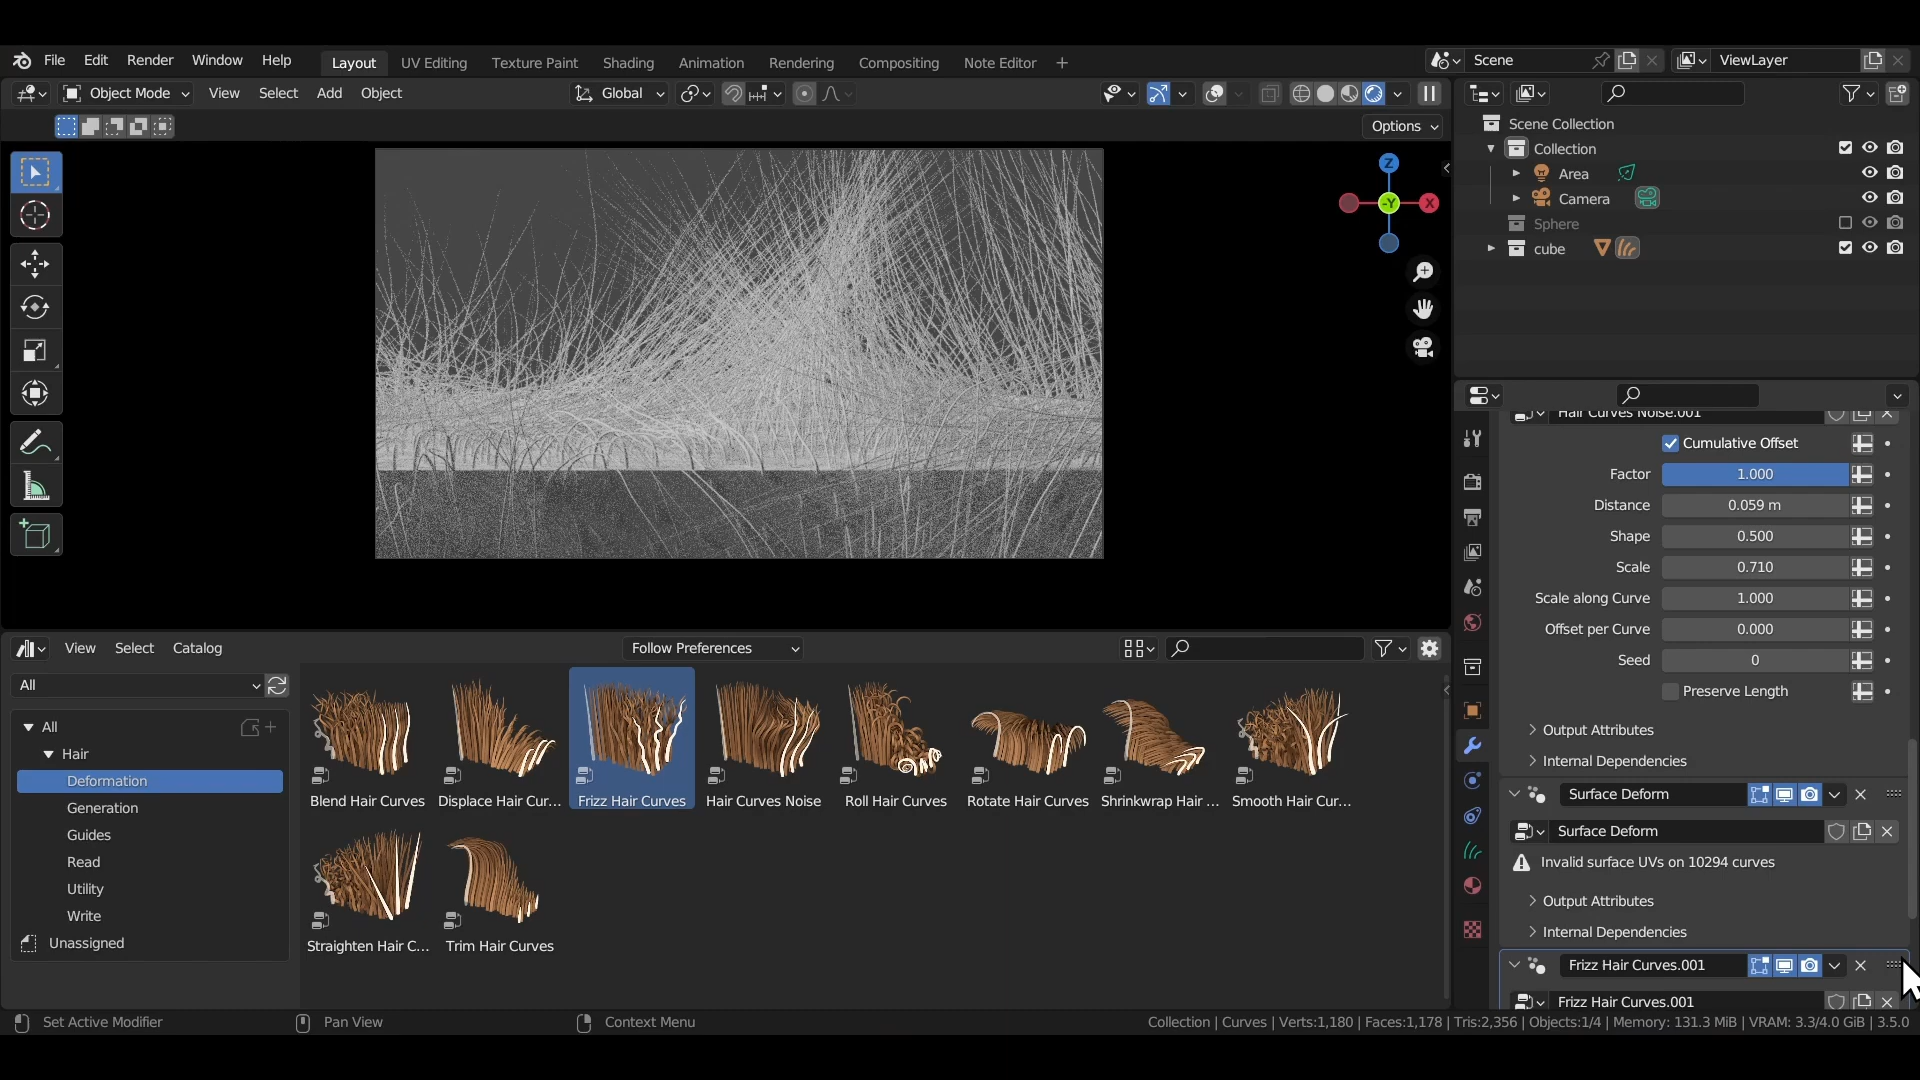 File Edit Render Window Help Layout UV Editing Texture Paint Shading Animation Rendering Compositing Note Editor + Scene ViewLayer
Object Mode View Select Add Object Global
Options
Z
-Y X
Scene Collection
Collection
Area
Camera
Sphere
cube
Hair Curves Noise.001
Cumulative Offset
Factor 1.000
Distance 0.059 m
Shape 0.500
Scale 0.710
Scale along Curve 1.000
Offset per Curve 0.000
Seed 0
Preserve Length
Output Attributes
Internal Dependencies
Surface Deform
Surface Deform
Invalid surface UVs on 10294 curves
Output Attributes
Internal Dependencies
Frizz Hair Curves.001
Frizz Hair Curves.001
View Select Catalog Follow Preferences
All
All
Hair
Deformation
Generation
Guides
Read
Utility
Write
Unassigned
Blend Hair Curves Displace Hair Cur... Frizz Hair Curves Hair Curves Noise Roll Hair Curves Rotate Hair Curves Shrinkwrap Hair ... Smooth Hair Cur...
Straighten Hair C... Trim Hair Curves
Set Active Modifier Pan View Context Menu Collection | Curves | Verts:1,180 | Faces:1,178 | Tris:2,356 | Objects:1/4 | Memory: 131.3 MiB | VRAM: 3.3/4.0 GiB | 3.5.0